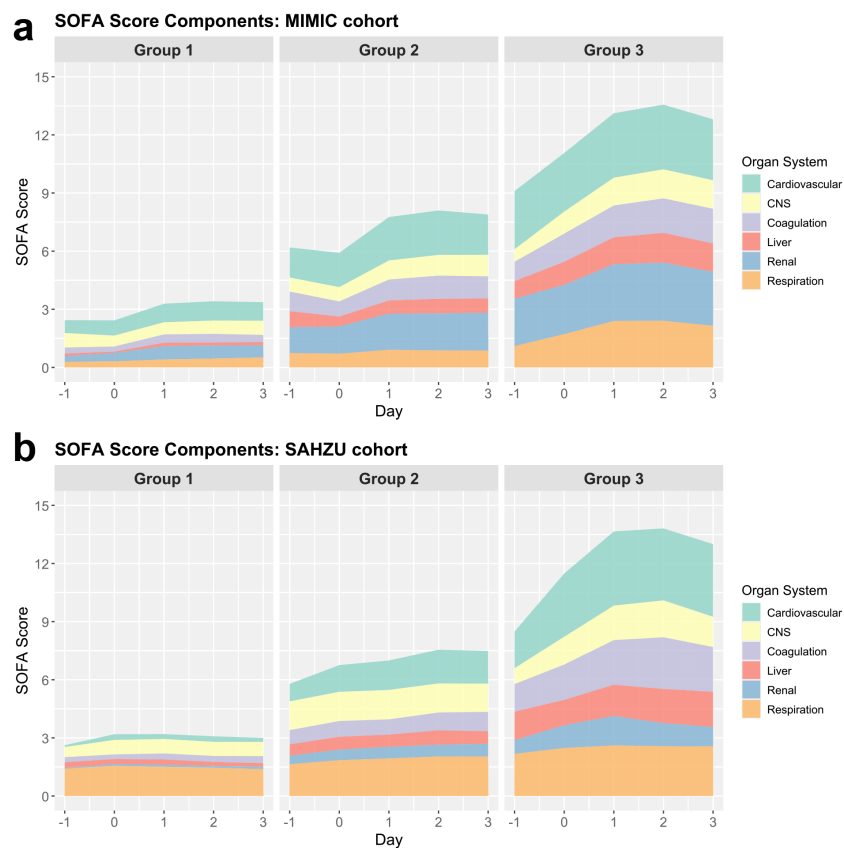 a
SOFA Score Components: MIMIC cohort
Group 1 Group 2 Group 3
SOFA Score
15
12
9
6
3
0
-1 0 1 2 3 -1 0 1 2 3 -1 0 1 2 3
Day
Organ System
Cardiovascular
CNS
Coagulation
Liver
Renal
Respiration
b
SOFA Score Components: SAHZU cohort
Group 1 Group 2 Group 3
SOFA Score
15
12
9
6
3
0
-1 0 1 2 3 -1 0 1 2 3 -1 0 1 2 3
Day
Organ System
Cardiovascular
CNS
Coagulation
Liver
Renal
Respiration